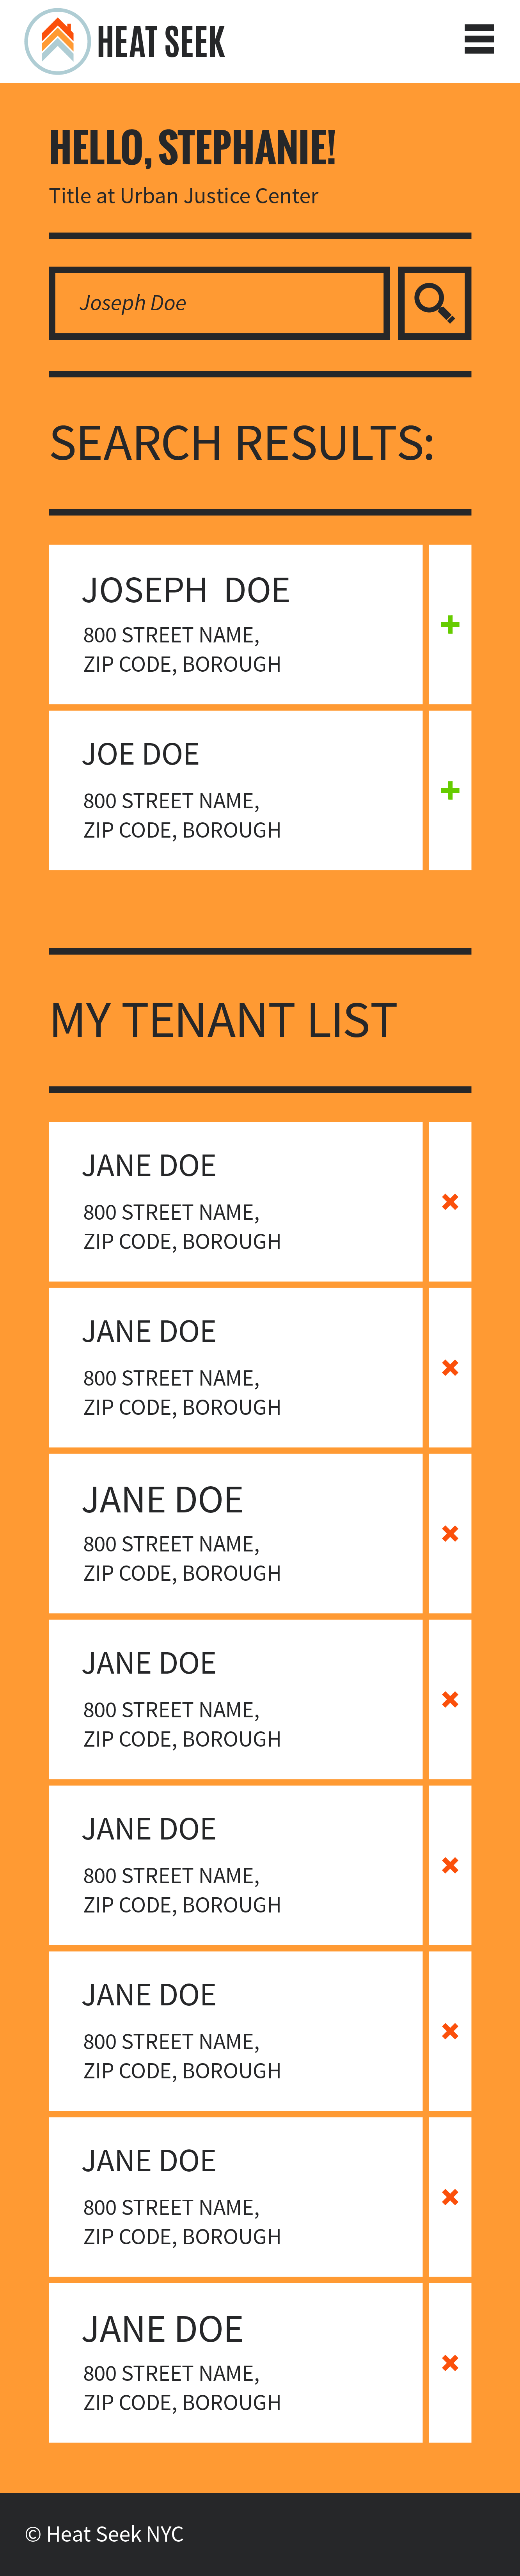 HEAT SEEK
HELLO, STEPHANIE!
Title at Urban Justice Center
Joseph Doe
SEARCH RESULTS:
JOSEPH DOE
800 STREET NAME,
ZIP CODE, BOROUGH
JOE DOE
800 STREET NAME,
ZIP CODE, BOROUGH
MY TENANT LIST
JANE DOE
800 STREET NAME,
ZIP CODE, BOROUGH
JANE DOE
800 STREET NAME,
ZIP CODE, BOROUGH
JANE DOE
800 STREET NAME,
ZIP CODE, BOROUGH
JANE DOE
800 STREET NAME,
ZIP CODE, BOROUGH
JANE DOE
800 STREET NAME,
ZIP CODE, BOROUGH
JANE DOE
800 STREET NAME,
ZIP CODE, BOROUGH
JANE DOE
800 STREET NAME,
ZIP CODE, BOROUGH
JANE DOE
800 STREET NAME,
ZIP CODE, BOROUGH
© Heat Seek NYC